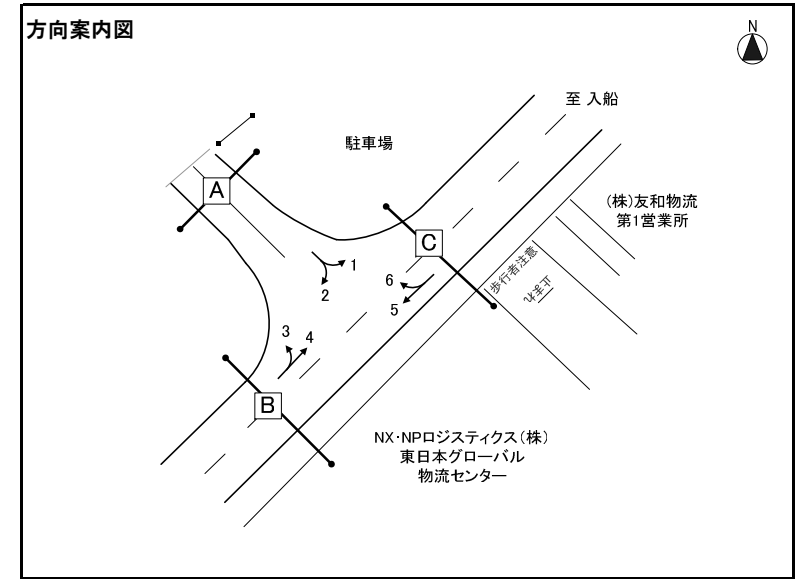 方向案内図
N
至 入船
駐車場
A
(株)友和物流
第1営業所
C
歩行者注意
止まれ
1
2
6
5
3
4
B
NX・NPロジスティクス(株)
東日本グローバル
物流センター